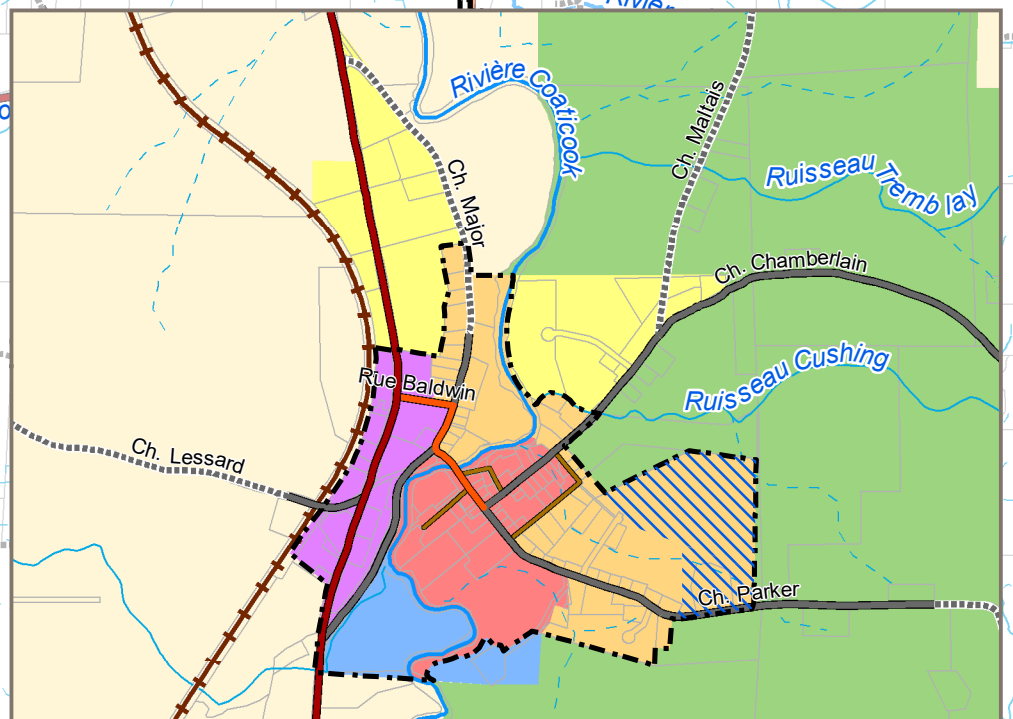 Rivière Coaticook
Ch. Maltais
Ruisseau Tremblay
Ch. Major
Ch. Chamberlain
Ruisseau Cushing
Rue Baldwin
Ch. Lessard
Ch. Parker